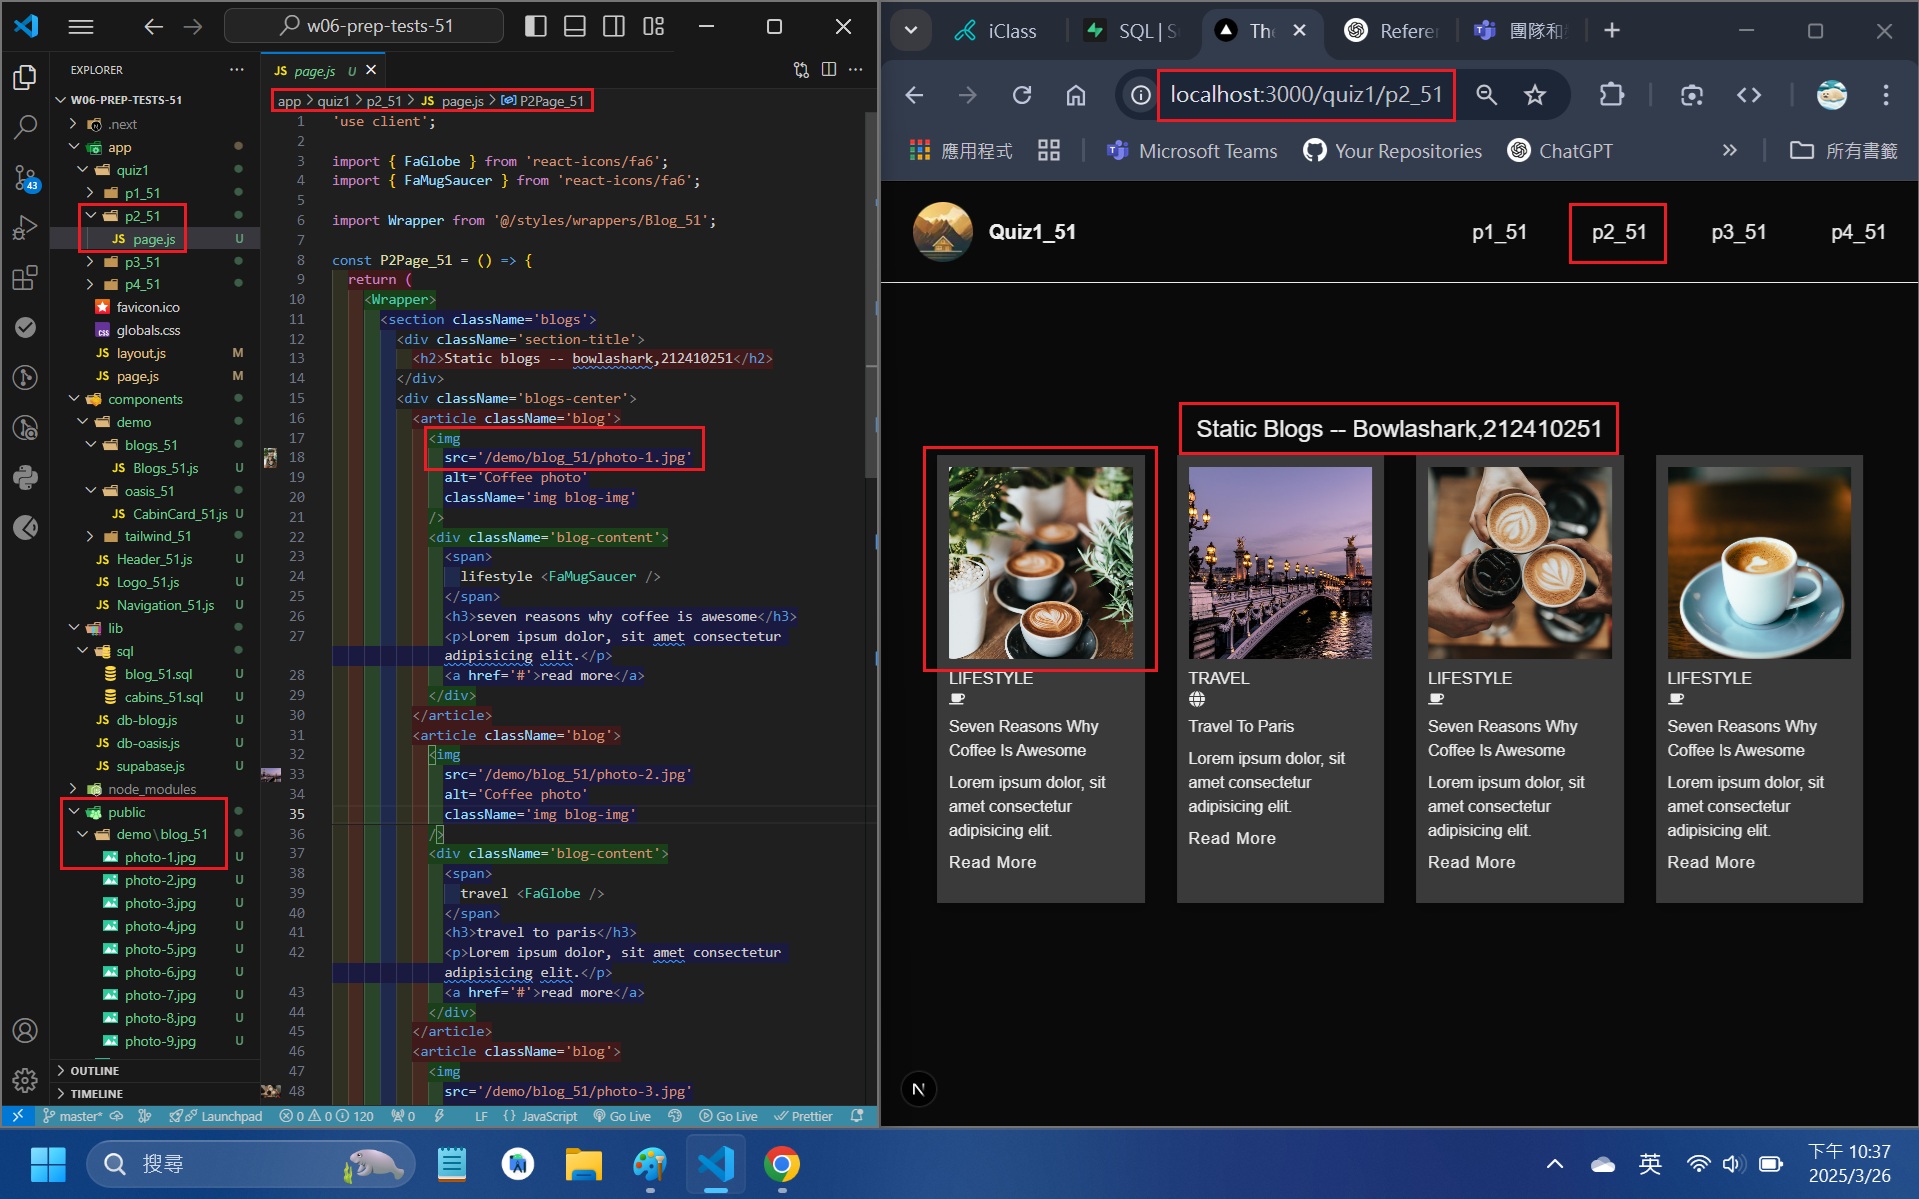 w06-prep-tests-51
EXPLORER
W06-PREP-TESTS-51
.next
app
quiz1
p1_51
p2_51
page.js U
p3_51
p4_51
favicon.ico
globals.css
layout.js M
page.js M
components
demo
blogs_51
Blogs_51.js U
oasis_51
CabinCard_51.js U
tailwind_51
Header_51.js U
Logo_51.js U
Navigation_51.js U
lib
sql
blog_51.sql U
cabins_51.sql U
db-blog.js U
db-oasis.js U
supabase.js U
node_modules
public
demo\blog_51
photo-1.jpg U
photo-2.jpg U
photo-3.jpg U
photo-4.jpg U
photo-5.jpg U
photo-6.jpg U
photo-7.jpg U
photo-8.jpg U
photo-9.jpg U
OUTLINE
TIMELINE
43
JS page.js U
app > quiz1 > p2_51 > JS page.js > P2Page_51
1 'use client';
2
3 import { FaGlobe } from 'react-icons/fa6';
4 import { FaMugSaucer } from 'react-icons/fa6';
5
6 import Wrapper from '@/styles/wrappers/Blog_51';
7
8 const P2Page_51 = () => {
9 return (
10 <Wrapper>
11 <section className='blogs'>
12 <div className='section-title'>
13 <h2>Static blogs -- bowlashark,212410251</h2>
14 </div>
15 <div className='blogs-center'>
16 <article className='blog'>
17 <img
18 src='/demo/blog_51/photo-1.jpg'
19 alt='Coffee photo'
20 className='img blog-img'
21 />
22 <div className='blog-content'>
23 <span>
24 lifestyle <FaMugSaucer />
25 </span>
26 <h3>seven reasons why coffee is awesome</h3>
27 <p>Lorem ipsum dolor, sit amet consectetur
adipisicing elit.</p>
28 <a href='#'>read more</a>
29 </div>
30 </article>
31 <article className='blog'>
32 <img
33 src='/demo/blog_51/photo-2.jpg'
34 alt='Coffee photo'
35 className='img blog-img'
36 />
37 <div className='blog-content'>
38 <span>
39 travel <FaGlobe />
40 </span>
41 <h3>travel to paris</h3>
42 <p>Lorem ipsum dolor, sit amet consectetur
adipisicing elit.</p>
43 <a href='#'>read more</a>
44 </div>
45 </article>
46 <article className='blog'>
47 <img
48 src='/demo/blog_51/photo-3.jpg'
master* Launchpad 0 0 120 0 LF {} JavaScript Go Live Go Live Prettier
iClass SQL | S The Referen 團隊和
localhost:3000/quiz1/p2_51
應用程式 Microsoft Teams Your Repositories ChatGPT » 所有書籤
Quiz1_51 p1_51 p2_51 p3_51 p4_51
Static Blogs -- Bowlashark,212410251
LIFESTYLE
Seven Reasons Why
Coffee Is Awesome
Lorem ipsum dolor, sit
amet consectetur
adipisicing elit.
Read More
TRAVEL
Travel To Paris
Lorem ipsum dolor, sit
amet consectetur
adipisicing elit.
Read More
LIFESTYLE
Seven Reasons Why
Coffee Is Awesome
Lorem ipsum dolor, sit
amet consectetur
adipisicing elit.
Read More
LIFESTYLE
Seven Reasons Why
Coffee Is Awesome
Lorem ipsum dolor, sit
amet consectetur
adipisicing elit.
Read More
N
搜尋
英
下午 10:37
2025/3/26